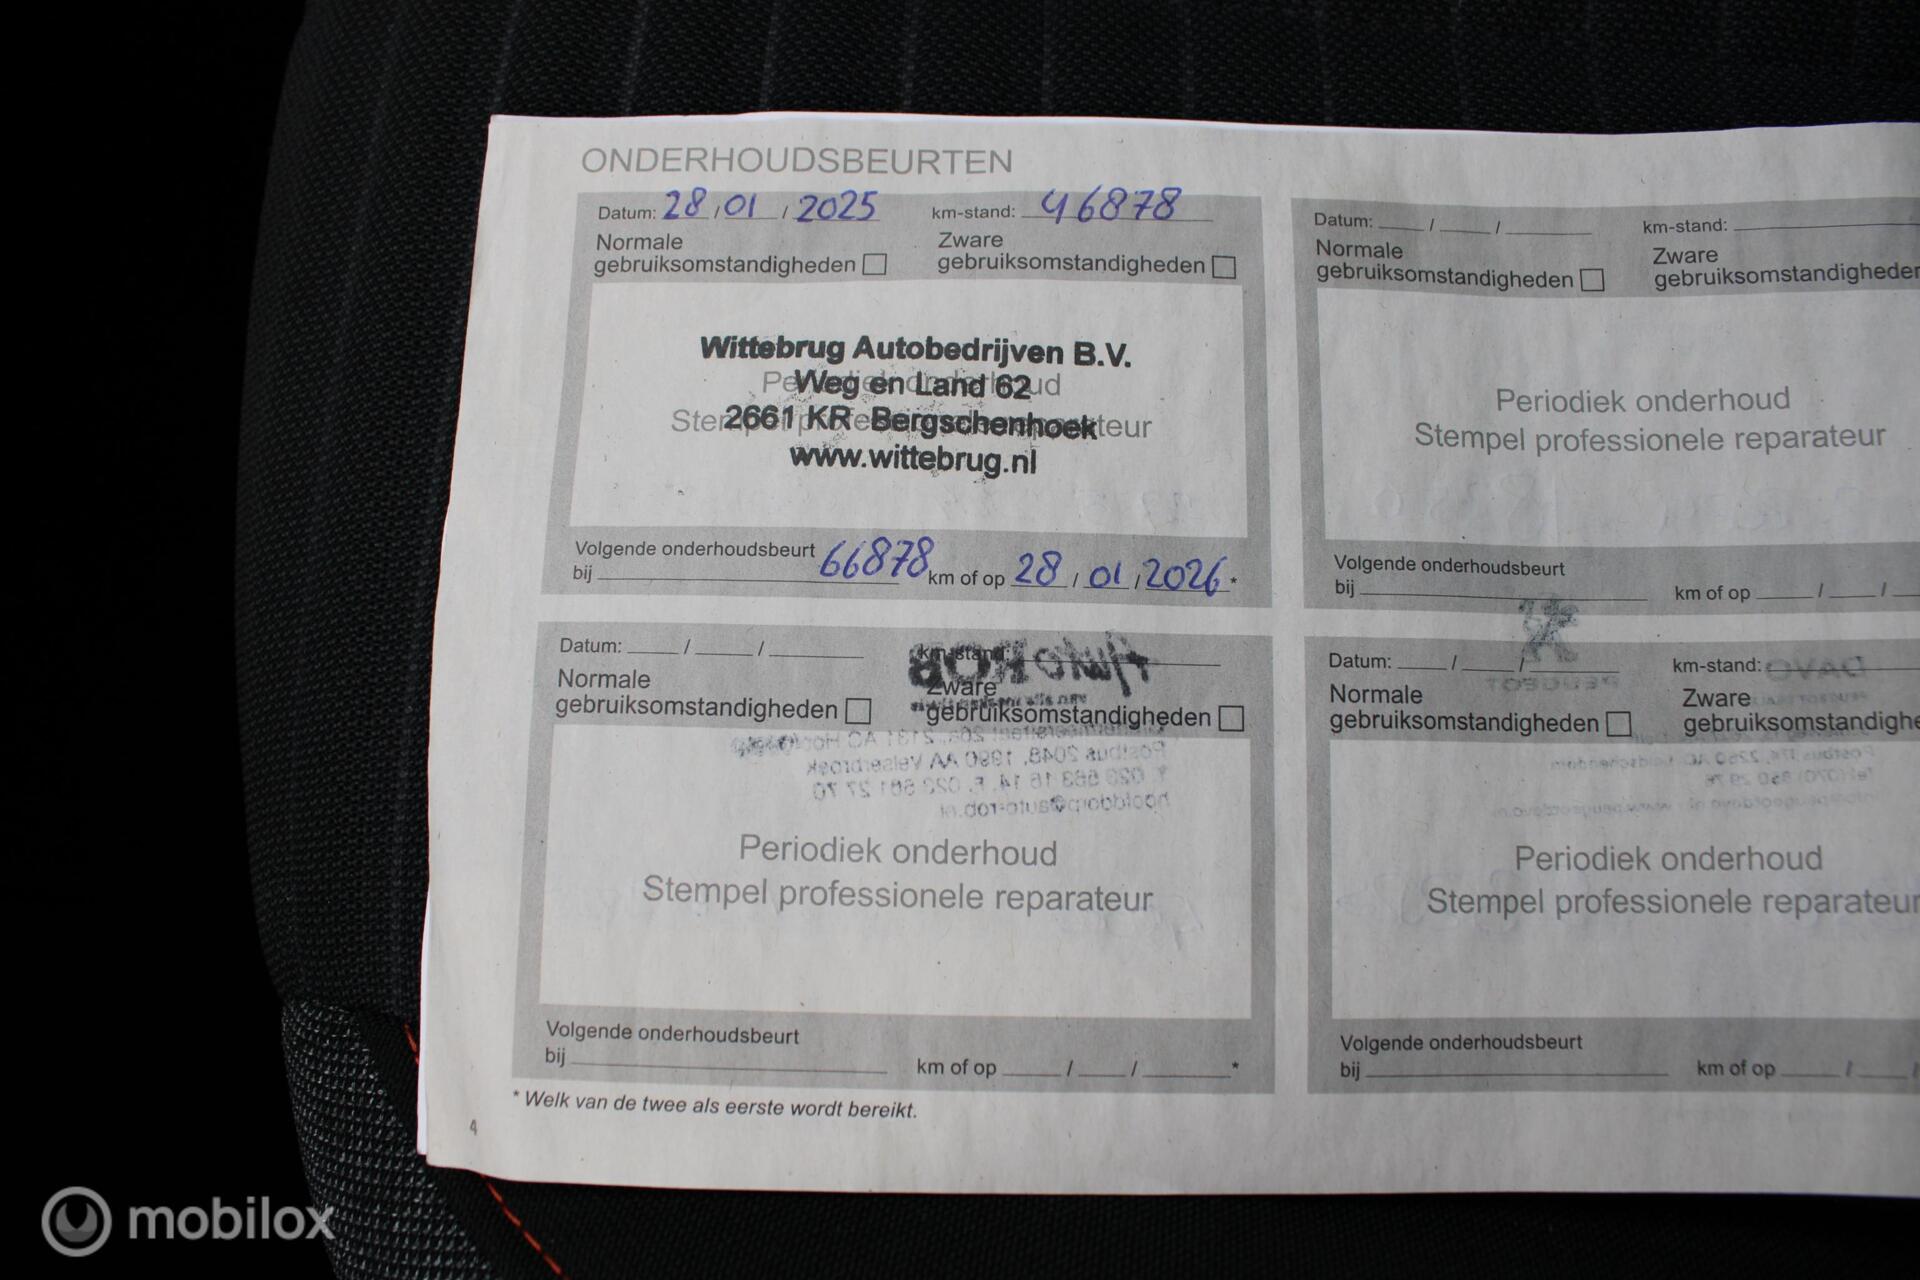 ONDERHOUDSBEURTEN
Datum: 28 / 01 / 2025 km-stand: 46878
Normale gebruiksomstandigheden
Zware gebruiksomstandigheden
Wittebrug Autobedrijven B.V.
Weg en Land 62
2661 KR Bergschenhoek
www.wittebrug.nl
Volgende onderhoudsbeurt
bij 66878 km of op 28 / 01 / 2026 *
Datum: / / km-stand:
Normale gebruiksomstandigheden
Zware gebruiksomstandigheden
Periodiek onderhoud
Stempel professionele reparateur
Volgende onderhoudsbeurt
bij km of op / /
Datum: / / km-stand:
Normale gebruiksomstandigheden
Zware gebruiksomstandigheden
Periodiek onderhoud
Stempel professionele reparateur
Volgende onderhoudsbeurt
bij km of op / / *
Datum: / / km-stand:
Normale gebruiksomstandigheden
Zware
Periodiek onderhoud
Stempel professionele reparateur
Volgende onderhoudsbeurt
bij km of op / /
* Welk van de twee als eerste wordt bereikt.
4
mobilox